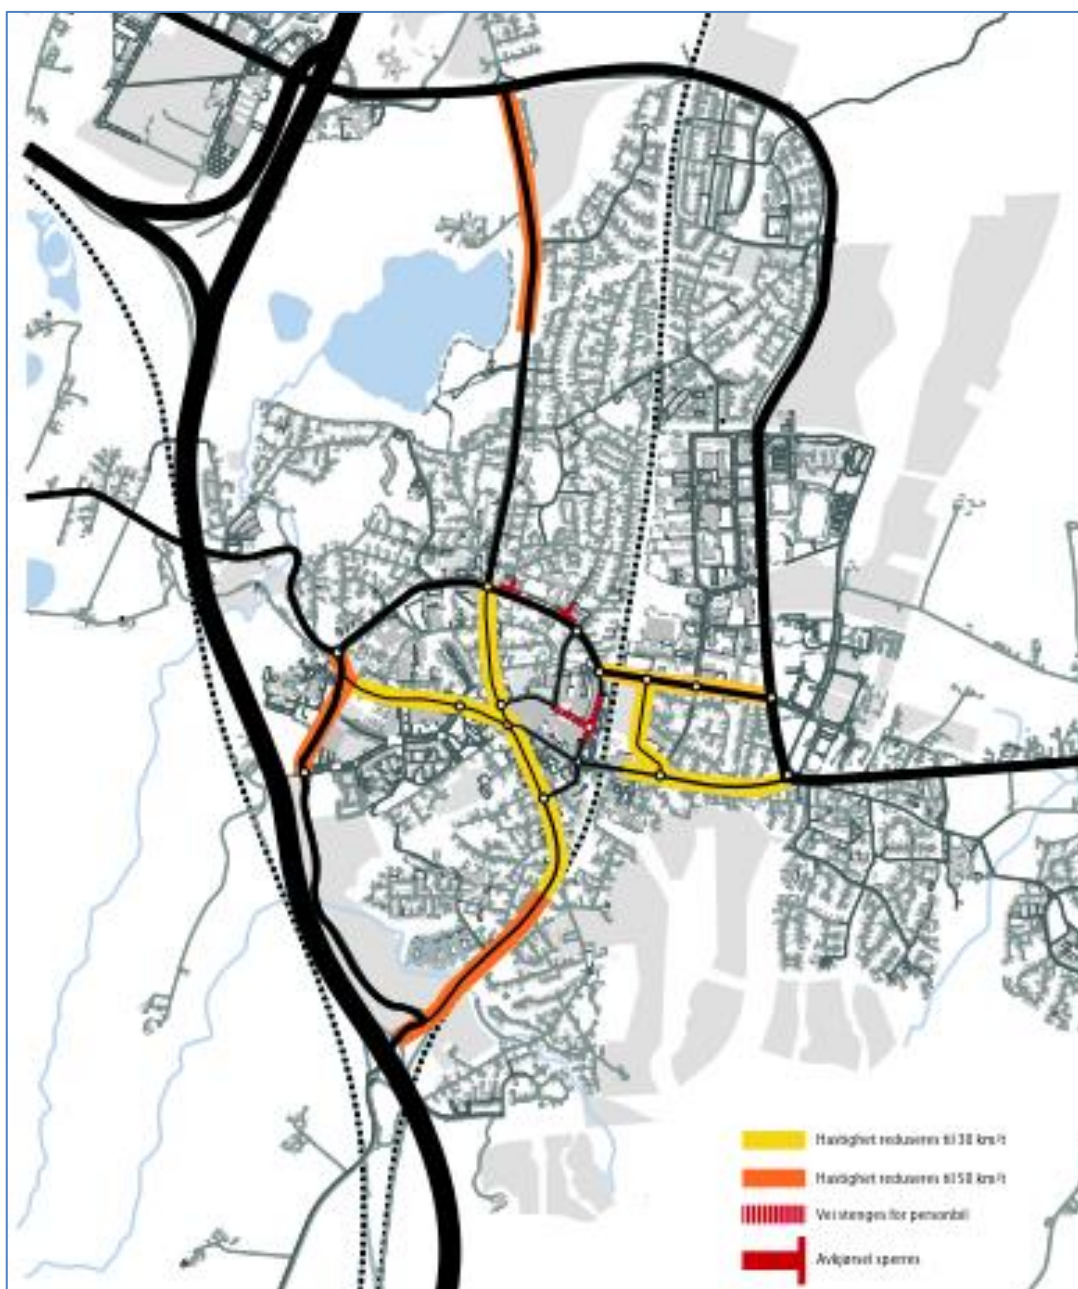 Hastighet reduseres til 30 km/t
Hastighet reduseres til 50 km/t
Vei stenges for personbil
Avkjørsel sperres